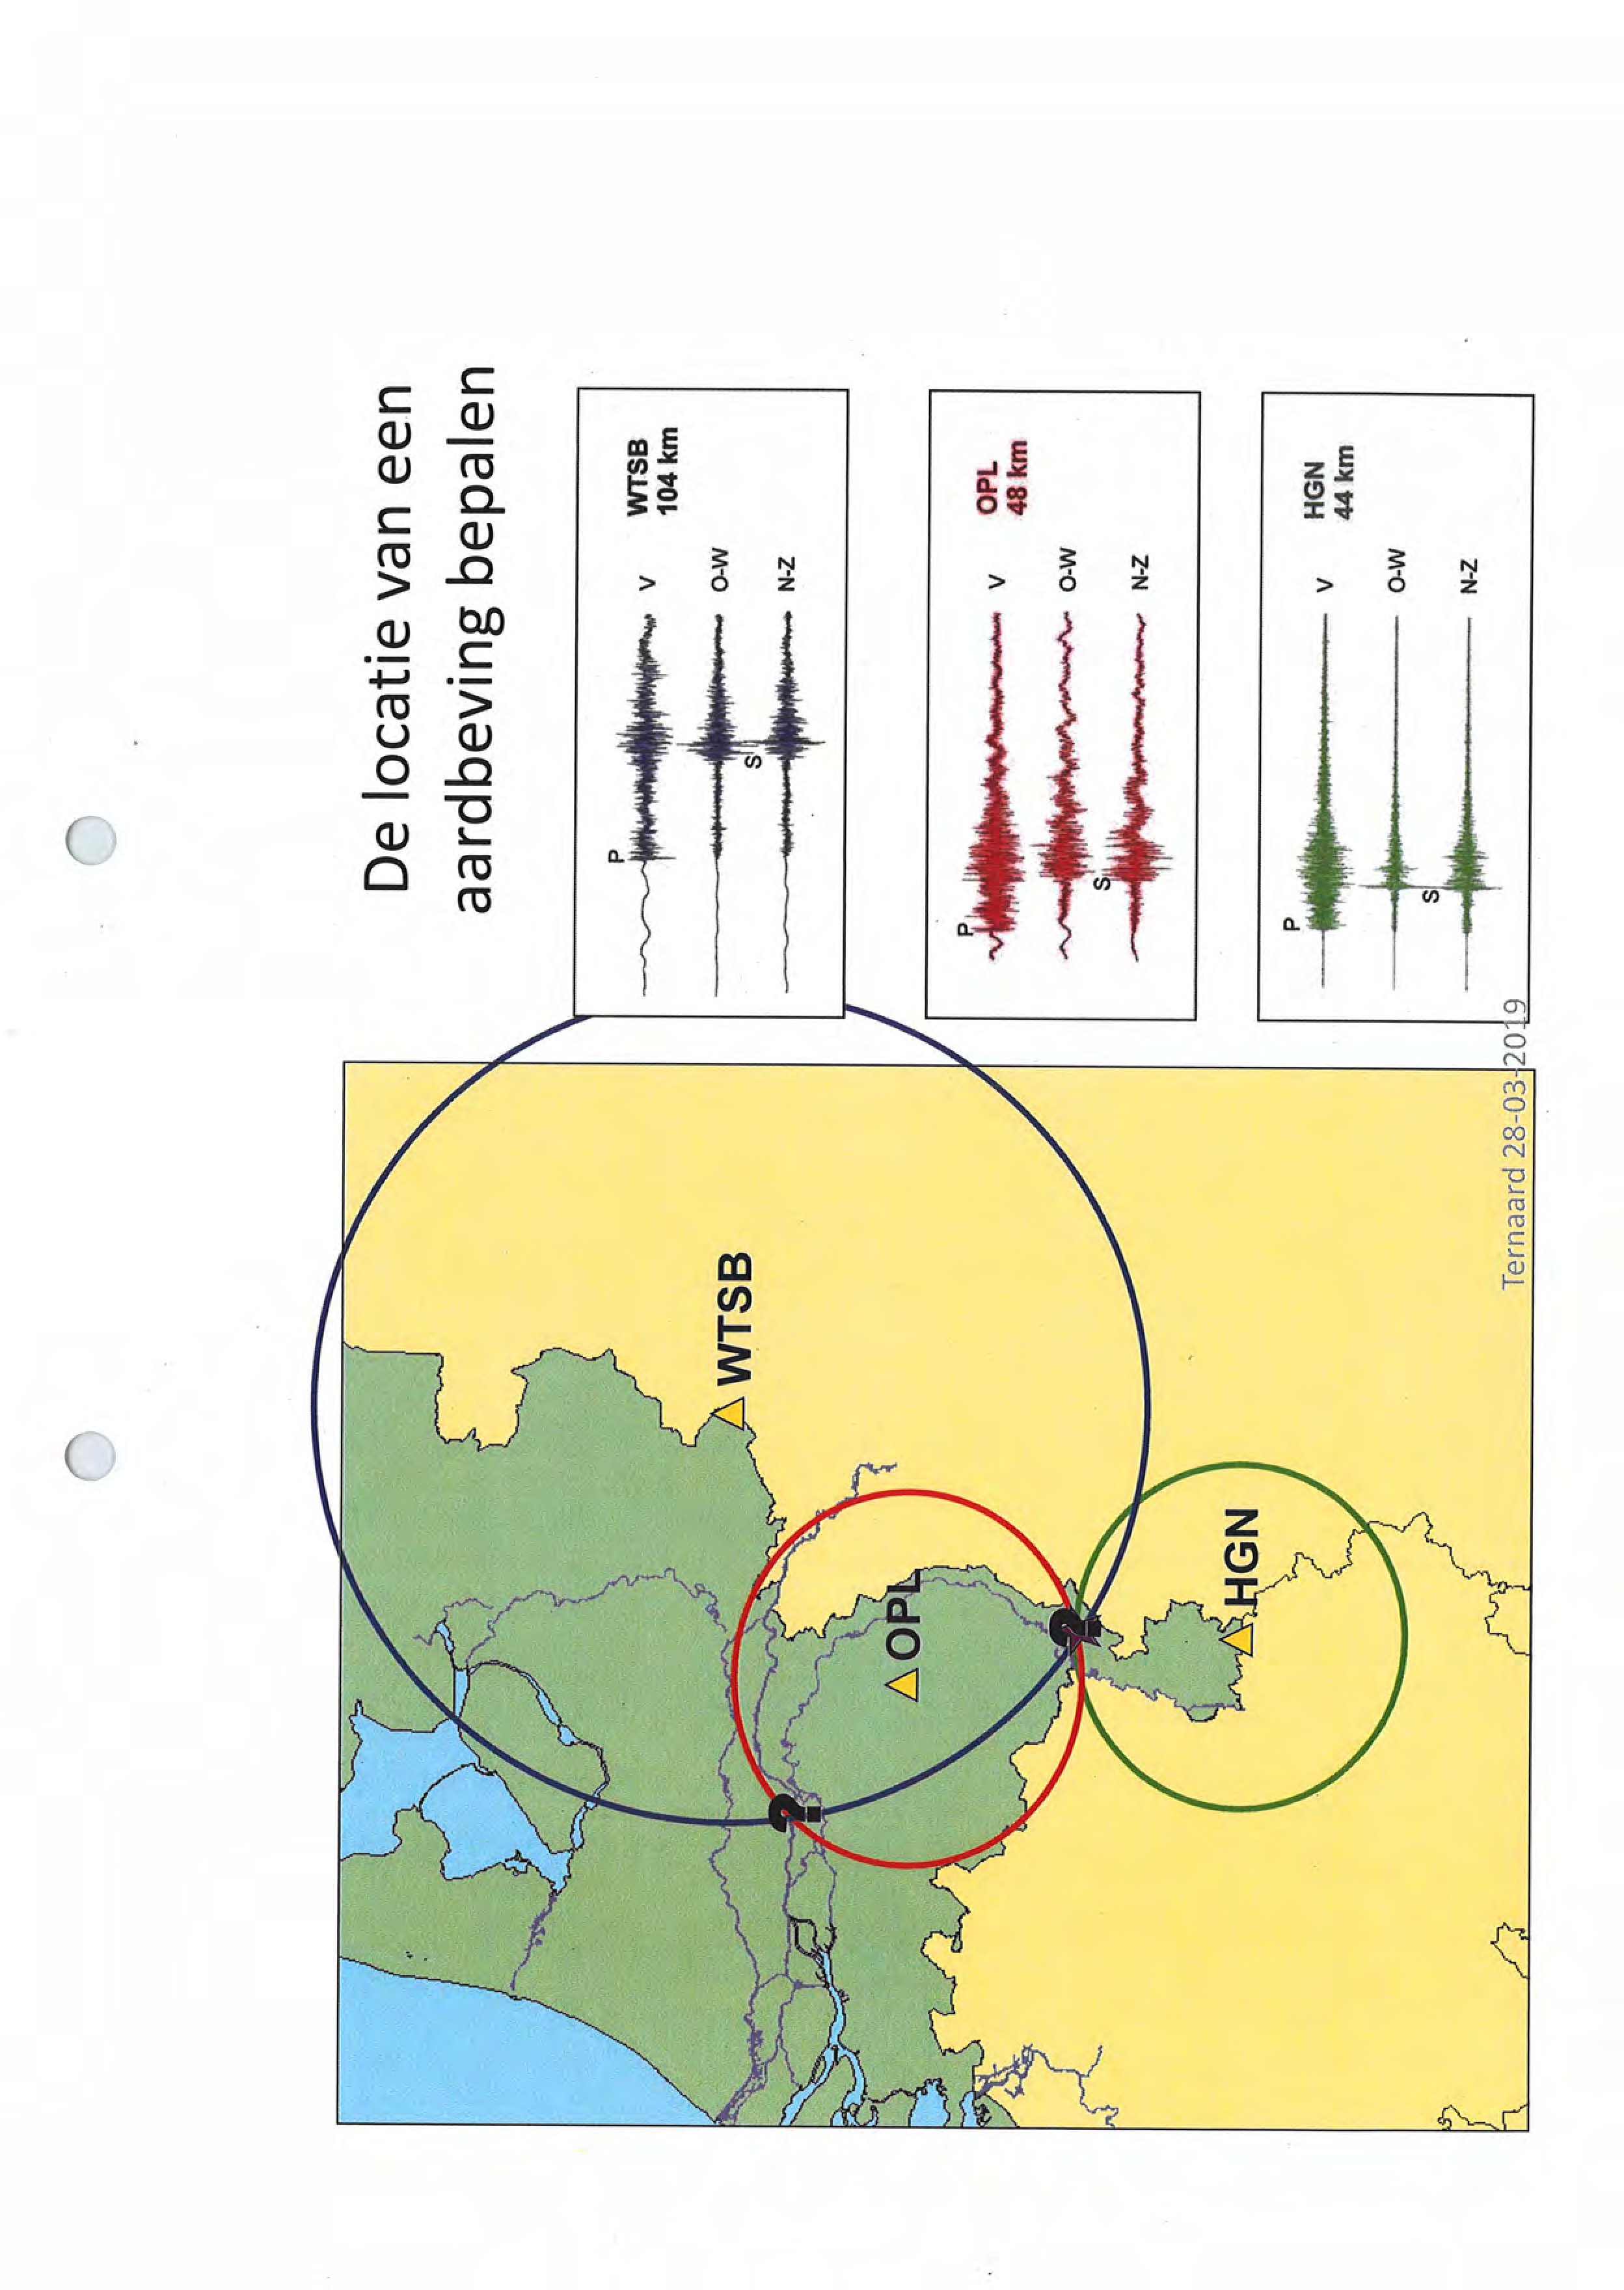 De locatie van een
aardbeving bepalen
WTSB
104 km
P
V
O-W
S
N-Z
OPL
48 km
P
V
O-W
S
N-Z
HGN
44 km
P
V
O-W
S
N-Z
WTSB
OPL
HGN
?
?
Ternaard 28-03-2019